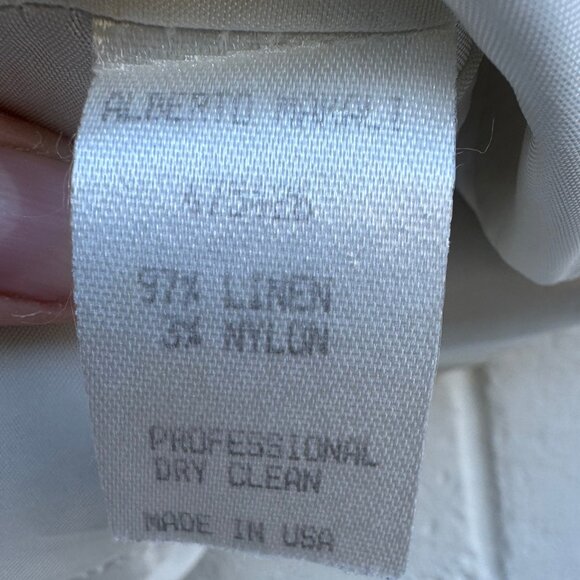 ALBERTO MAKALI
97% LINEN
3% NYLON
PROFESSIONAL
DRY CLEAN
MADE IN USA